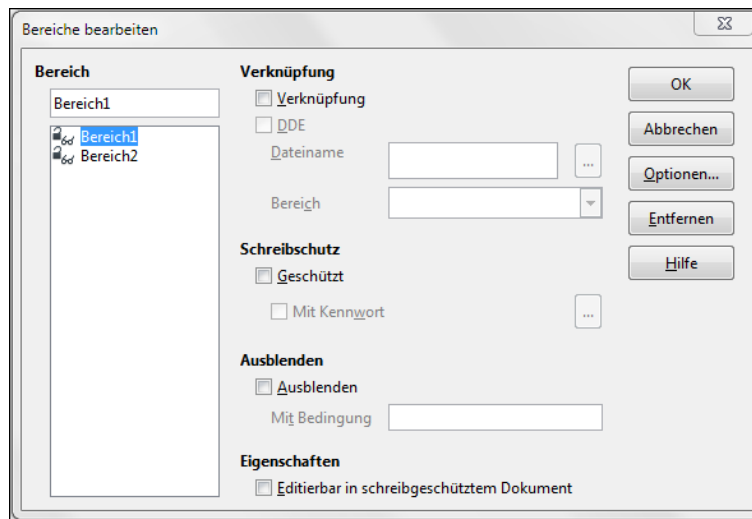 Bereiche bearbeiten
Bereich
Bereich1
Bereich1
Bereich2
Verknüpfung
Verknüpfung
DDE
Dateiname
...
Bereich
Schreibschutz
Geschützt
Mit Kennwort
...
Ausblenden
Ausblenden
Mit Bedingung
Eigenschaften
Editierbar in schreibgeschütztem Dokument
OK
Abbrechen
Optionen...
Entfernen
Hilfe